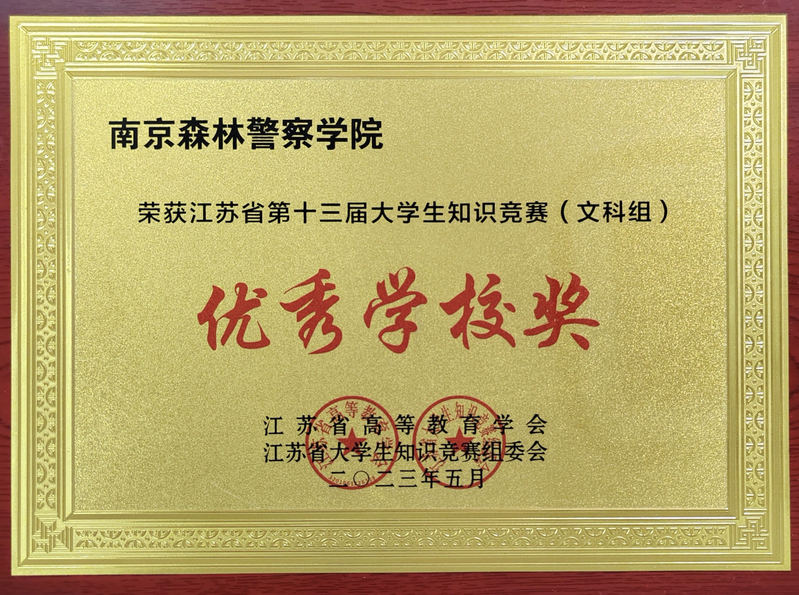 南京森林警察学院
荣获江苏省第十三届大学生知识竞赛（文科组）
优秀学校奖
江苏省高等教育学会
江苏省大学生知识竞赛组委会
二〇二三年五月